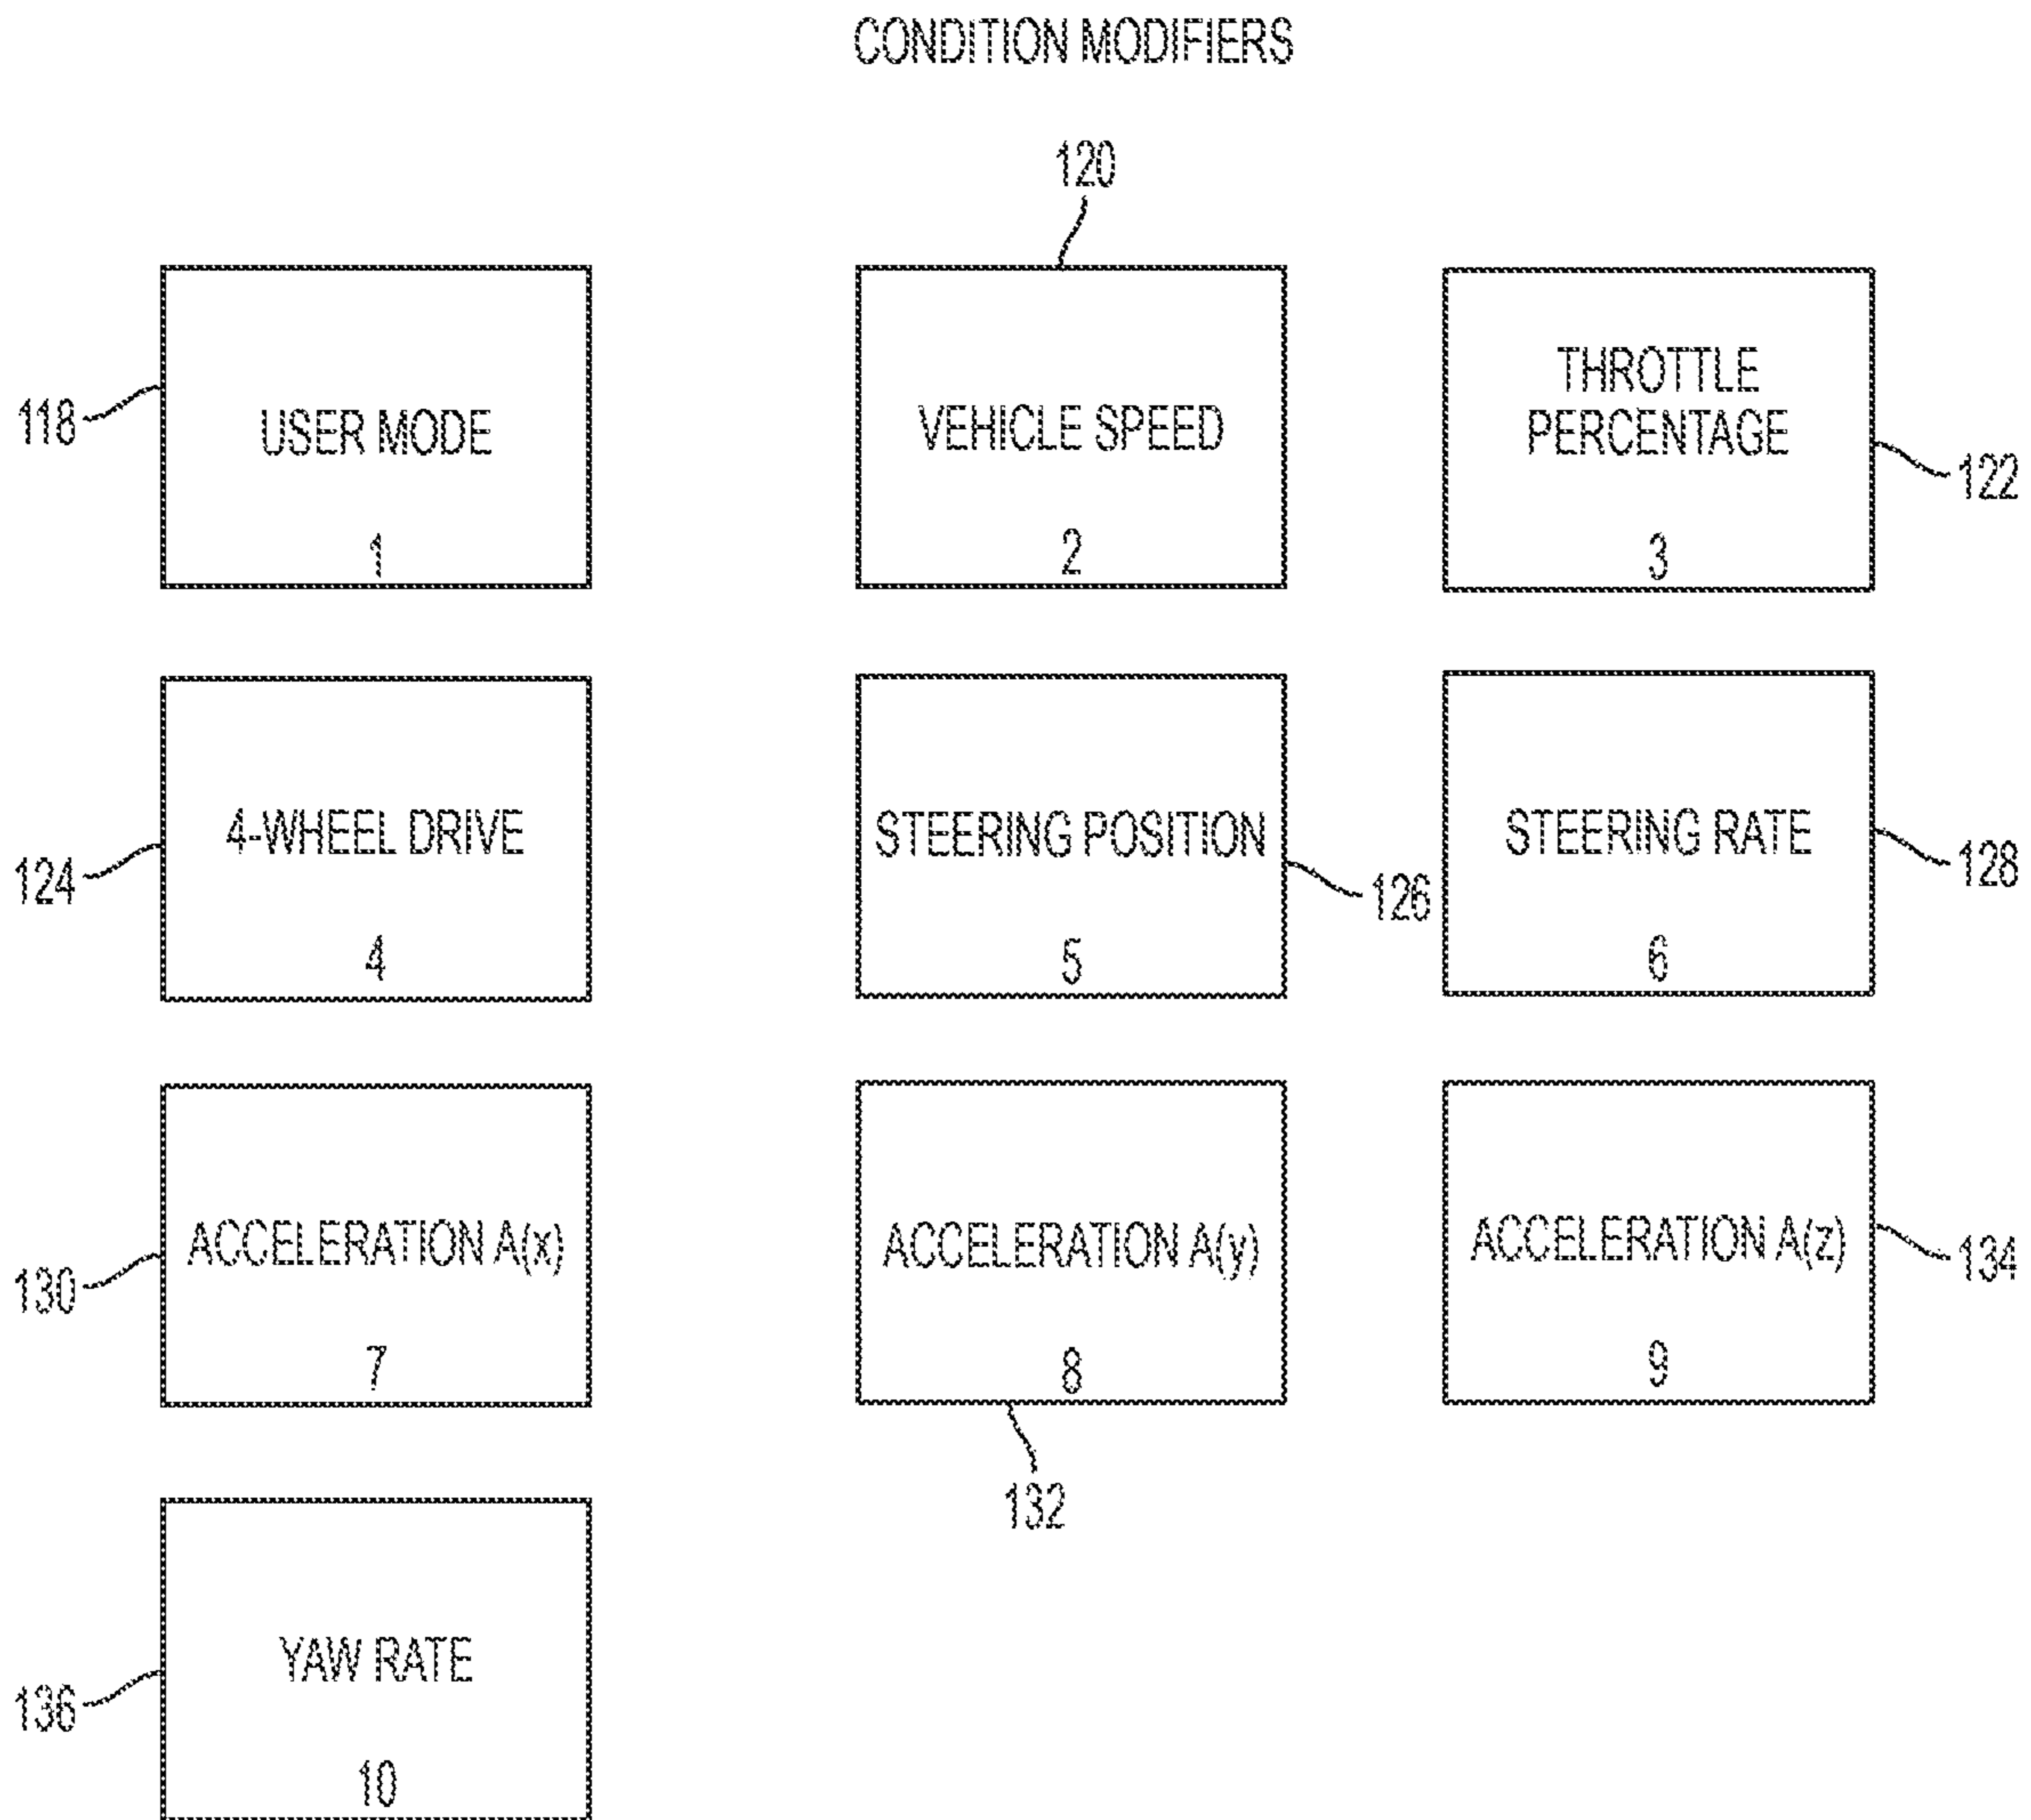 CONDITION MODIFIERS
120
118
USER MODE
1
VEHICLE SPEED
2
THROTTLE
PERCENTAGE
3
122
124
4-WHEEL DRIVE
4
STEERING POSITION
5
126
STEERING RATE
6
128
130
ACCELERATION A(x)
7
ACCELERATION A(y)
8
132
ACCELERATION A(z)
9
134
136
YAW RATE
10